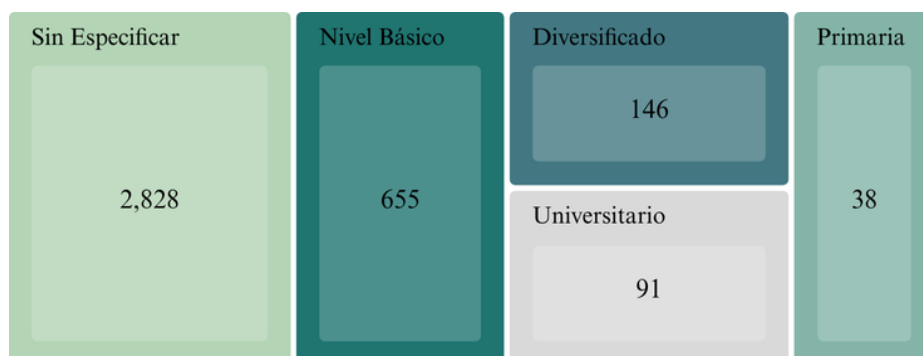 Sin Especificar
2,828
Nivel Básico
655
Diversificado
146
Universitario
91
Primaria
38